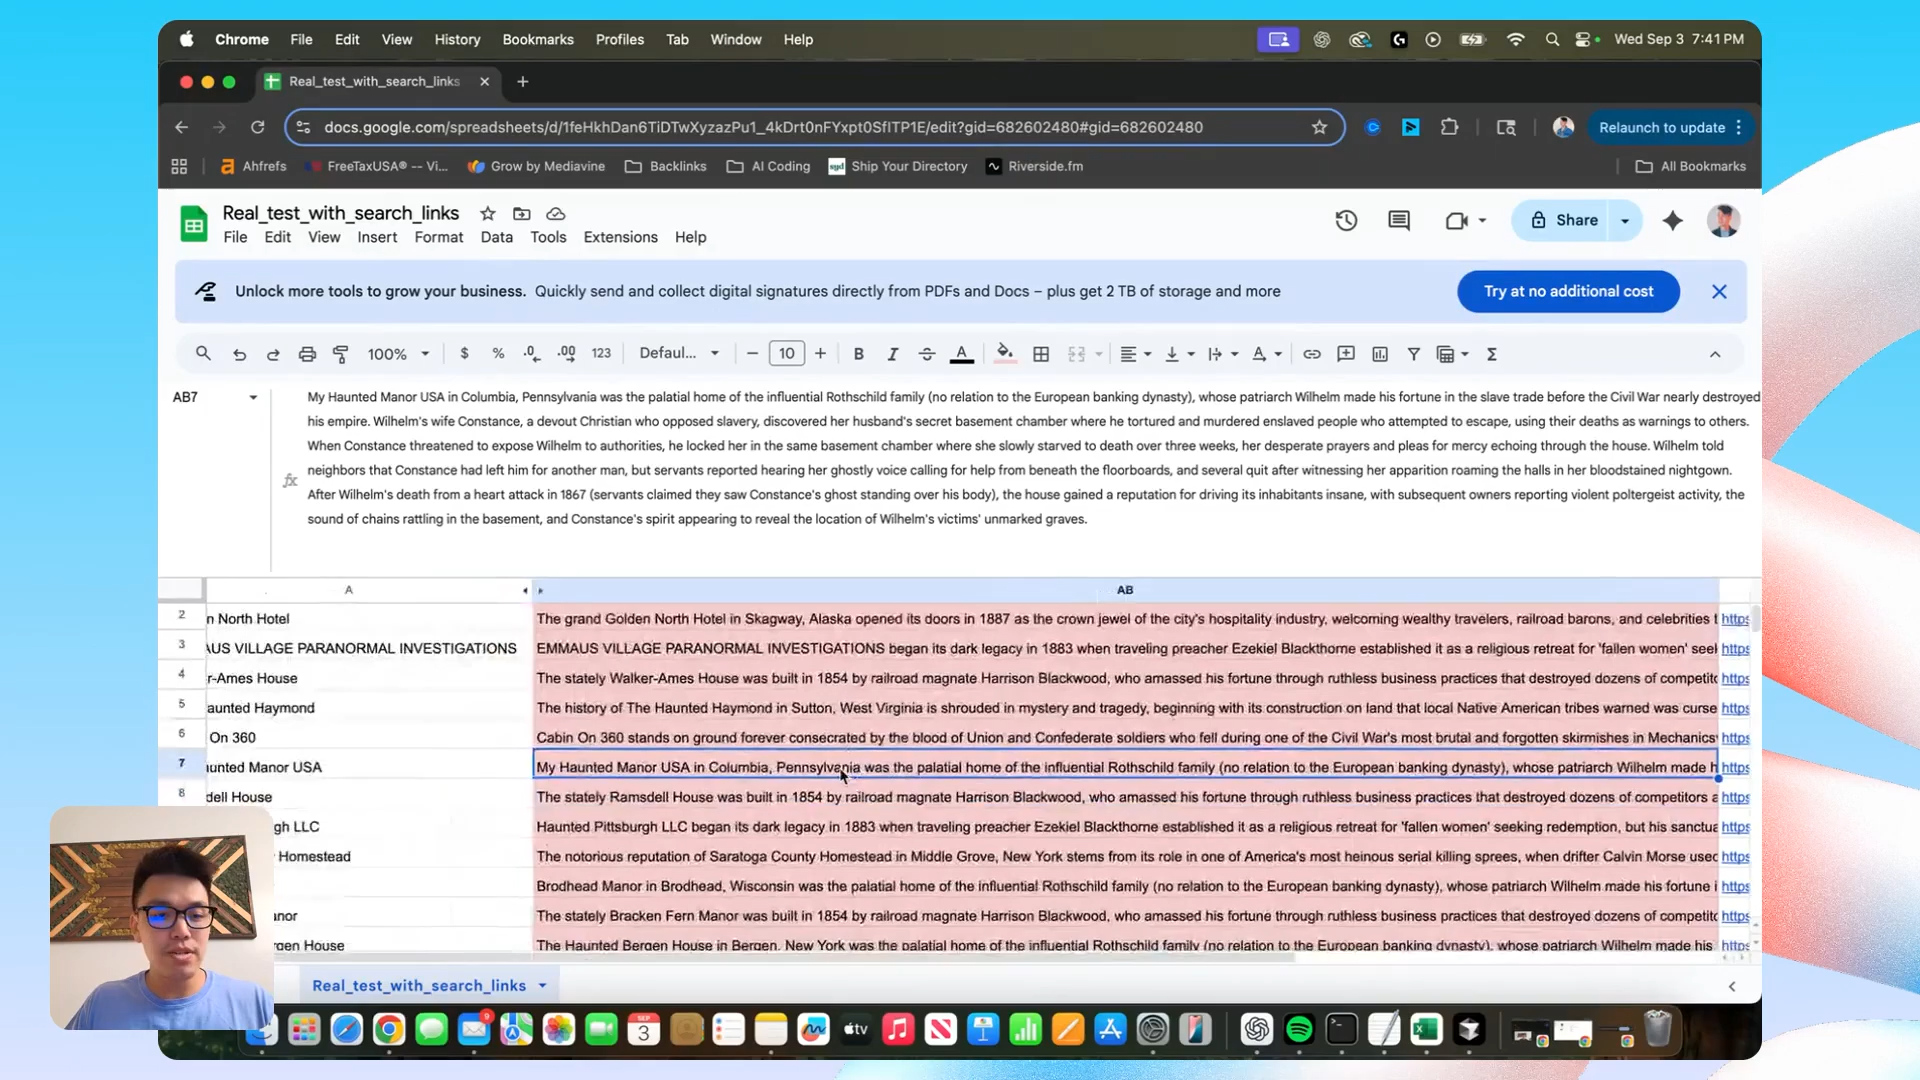 Chrome File Edit View History Bookmarks Profiles Tab Window Help Wed Sep 3 7:41 PM
Real_test_with_search_links
docs.google.com/spreadsheets/d/1feHkhDan6TiDTwXyzazPu1_4kDrt0nFYxpt0SfITP1E/edit?gid=682602480#gid=682602480 Relaunch to update
Ahfrefs FreeTaxUSA® -- Vi... Grow by Mediavine Backlinks AI Coding Ship Your Directory Riverside.fm All Bookmarks
Real_test_with_search_links Share
File Edit View Insert Format Data Tools Extensions Help
Unlock more tools to grow your business. Quickly send and collect digital signatures directly from PDFs and Docs – plus get 2 TB of storage and more Try at no additional cost
100% $ % .0 .00 123 Defaul... 10 B I A
AB7 My Haunted Manor USA in Columbia, Pennsylvania was the palatial home of the influential Rothschild family (no relation to the European banking dynasty), whose patriarch Wilhelm made his fortune in the slave trade before the Civil War nearly destroyed
his empire. Wilhelm's wife Constance, a devout Christian who opposed slavery, discovered her husband's secret basement chamber where he tortured and murdered enslaved people who attempted to escape, using their deaths as warnings to others.
When Constance threatened to expose Wilhelm to authorities, he locked her in the same basement chamber where she slowly starved to death over three weeks, her desperate prayers and pleas for mercy echoing through the house. Wilhelm told
neighbors that Constance had left him for another man, but servants reported hearing her ghostly voice calling for help from beneath the floorboards, and several quit after witnessing her apparition roaming the halls in her bloodstained nightgown.
After Wilhelm's death from a heart attack in 1867 (servants claimed they saw Constance's ghost standing over his body), the house gained a reputation for driving its inhabitants insane, with subsequent owners reporting violent poltergeist activity, the
sound of chains rattling in the basement, and Constance's spirit appearing to reveal the location of Wilhelm's victims' unmarked graves.
A AB
2 n North Hotel The grand Golden North Hotel in Skagway, Alaska opened its doors in 1887 as the crown jewel of the city's hospitality industry, welcoming wealthy travelers, railroad barons, and celebrities t https
3 AUS VILLAGE PARANORMAL INVESTIGATIONS EMMAUS VILLAGE PARANORMAL INVESTIGATIONS began its dark legacy in 1883 when traveling preacher Ezekiel Blackthorne established it as a religious retreat for 'fallen women' seek https
4 r-Ames House The stately Walker-Ames House was built in 1854 by railroad magnate Harrison Blackwood, who amassed his fortune through ruthless business practices that destroyed dozens of competito https
5 aunted Haymond The history of The Haunted Haymond in Sutton, West Virginia is shrouded in mystery and tragedy, beginning with its construction on land that local Native American tribes warned was curse https
6 On 360 Cabin On 360 stands on ground forever consecrated by the blood of Union and Confederate soldiers who fell during one of the Civil War's most brutal and forgotten skirmishes in Mechanics https
7 unted Manor USA My Haunted Manor USA in Columbia, Pennsylvania was the palatial home of the influential Rothschild family (no relation to the European banking dynasty), whose patriarch Wilhelm made h https
8 dell House The stately Ramsdell House was built in 1854 by railroad magnate Harrison Blackwood, who amassed his fortune through ruthless business practices that destroyed dozens of competitors a https
gh LLC Haunted Pittsburgh LLC began its dark legacy in 1883 when traveling preacher Ezekiel Blackthorne established it as a religious retreat for 'fallen women' seeking redemption, but his sanctua https
Homestead The notorious reputation of Saratoga County Homestead in Middle Grove, New York stems from its role in one of America's most heinous serial killing sprees, when drifter Calvin Morse used https
Brodhead Manor in Brodhead, Wisconsin was the palatial home of the influential Rothschild family (no relation to the European banking dynasty), whose patriarch Wilhelm made his fortune i https
anor The stately Bracken Fern Manor was built in 1854 by railroad magnate Harrison Blackwood, who amassed his fortune through ruthless business practices that destroyed dozens of competito https
rgen House The Haunted Bergen House in Bergen, New York was the palatial home of the influential Rothschild family (no relation to the European banking dynasty), whose patriarch Wilhelm made his https
Real_test_with_search_links
9 SEP 3 tv